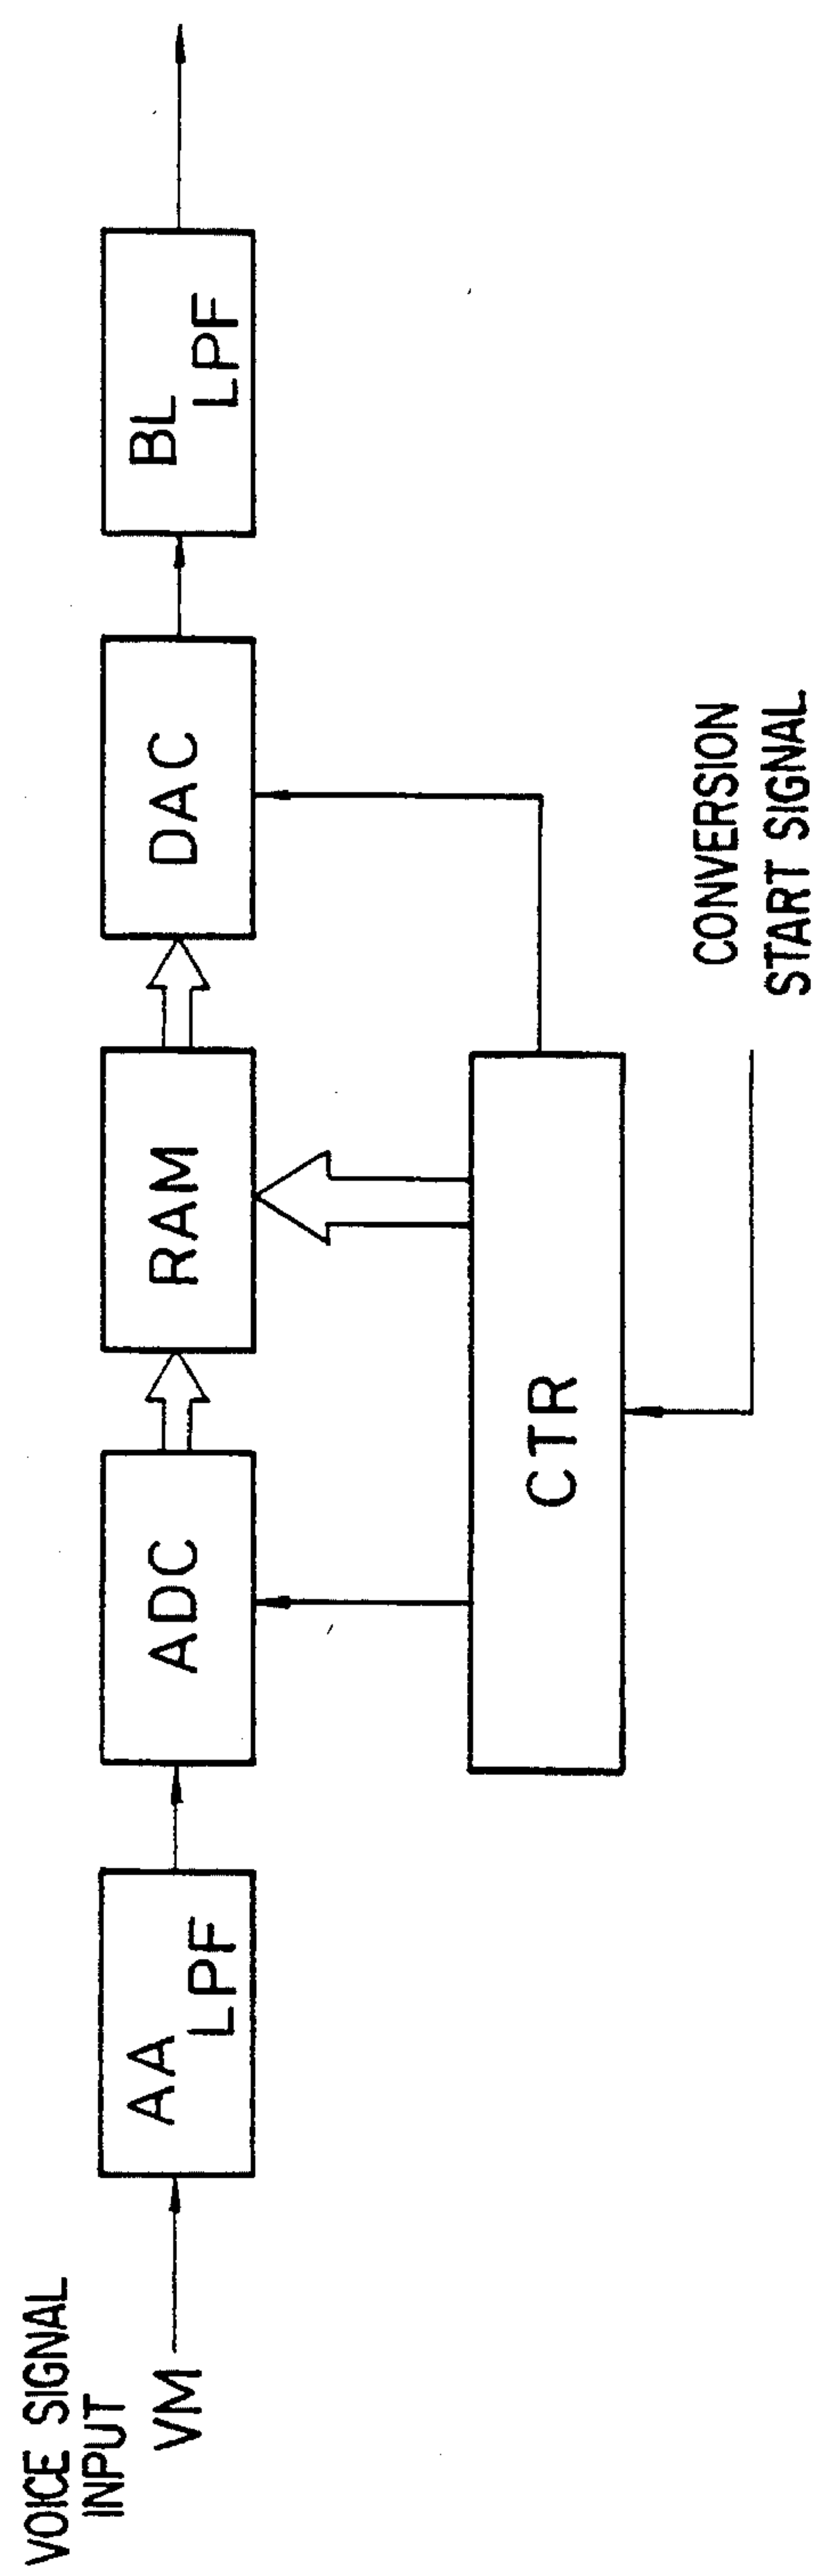 VOICE SIGNAL
INPUT
VM
AA
LPF
ADC
RAM
DAC
BL
LPF
CTR
CONVERSION
START SIGNAL